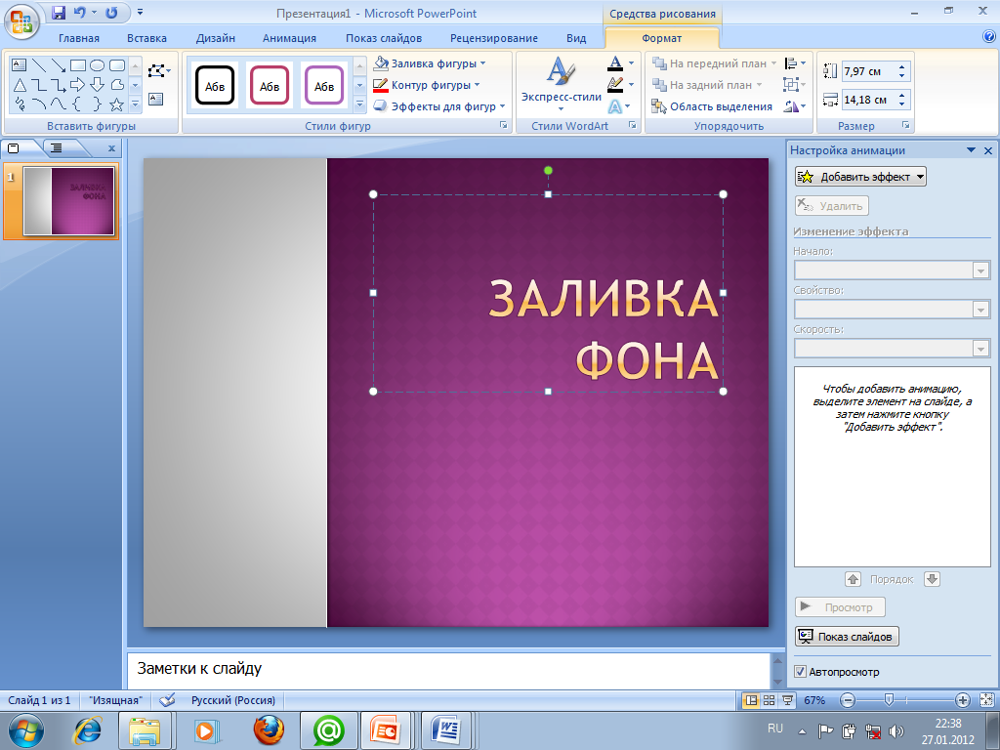 Презентация1 - Microsoft PowerPoint
Средства рисования
Главная Вставка Дизайн Анимация Показ слайдов Рецензирование Вид Формат
Абв Абв Абв
Заливка фигуры
Контур фигуры
Эффекты для фигур
Экспресс-стили
На передний план
На задний план
Область выделения
7,97 см
14,18 см
Вставить фигуры Стили фигур Стили WordArt Упорядочить Размер
1
ЗАЛИВКА
ФОНА
ЗАЛИВКА
ФОНА
Настройка анимации
Добавить эффект
Удалить
Изменение эффекта
Начало:
Свойство:
Скорость:
Чтобы добавить анимацию,
выделите элемент на слайде, а
затем нажмите кнопку
"Добавить эффект".
Порядок
Просмотр
Показ слайдов
Автопросмотр
Заметки к слайду
Слайд 1 из 1 "Изящная" Русский (Россия) 67%
RU 22:38
27.01.2012